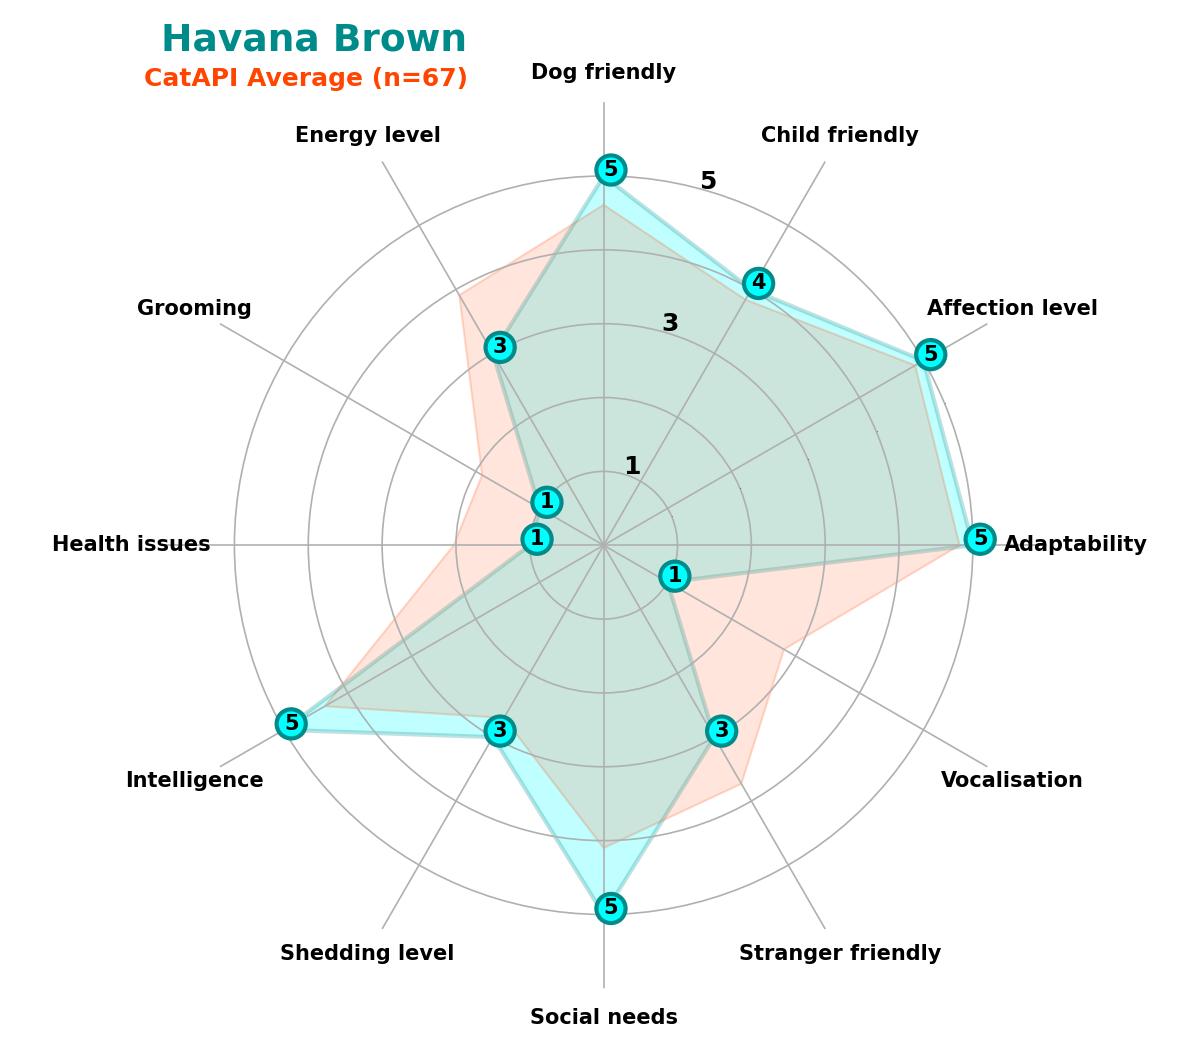 Havana Brown
CatAPI Average (n=67)
Dog friendly
Energy level
Child friendly
5
5
4
Grooming
Affection level
3
3
5
1
1
Health issues
1
5
Adaptability
1
5
3
3
Intelligence
Vocalisation
5
Shedding level
Stranger friendly
Social needs